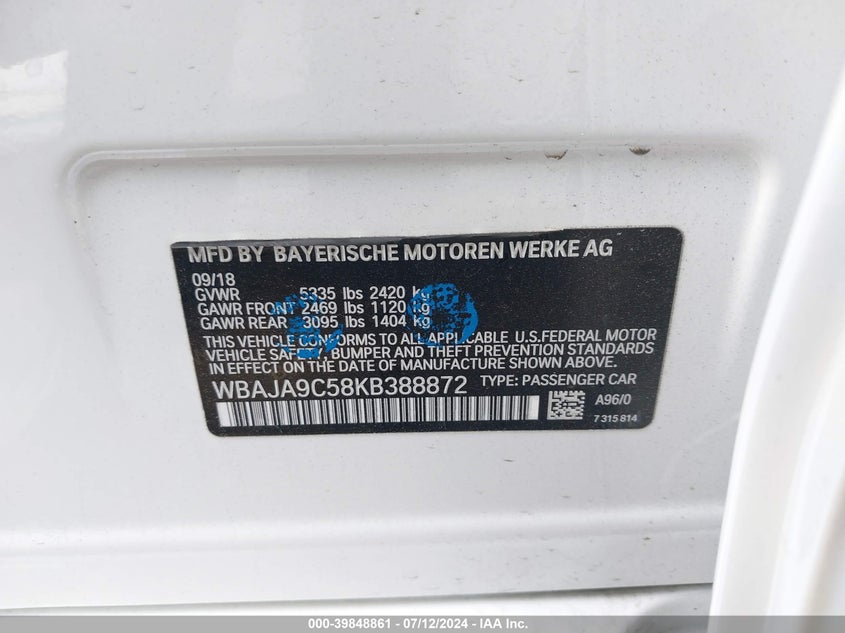 MFD BY BAYERISCHE MOTOREN WERKE AG
09/18
GVWR 5335 lbs 2420 kg
GAWR FRONT 2469 lbs 1120 kg
GAWR REAR 3095 lbs 1404 kg
THIS VEHICLE CONFORMS TO ALL APPLICABLE U.S.FEDERAL MOTOR
VEHICLE SAFETY, BUMPER AND THEFT PREVENTION STANDARDS
IN EFFECT ON THE DATE OF MANUFACTURE SHOWN ABOVE.
WBAJA9C58KB388872 TYPE: PASSENGER CAR
A96/0
7 315 814
000-39848861 - 07/12/2024 - IAA Inc.